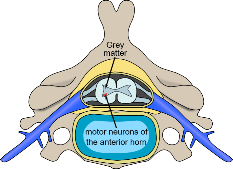 Grey
matter
motor neurons of
the anterior horn